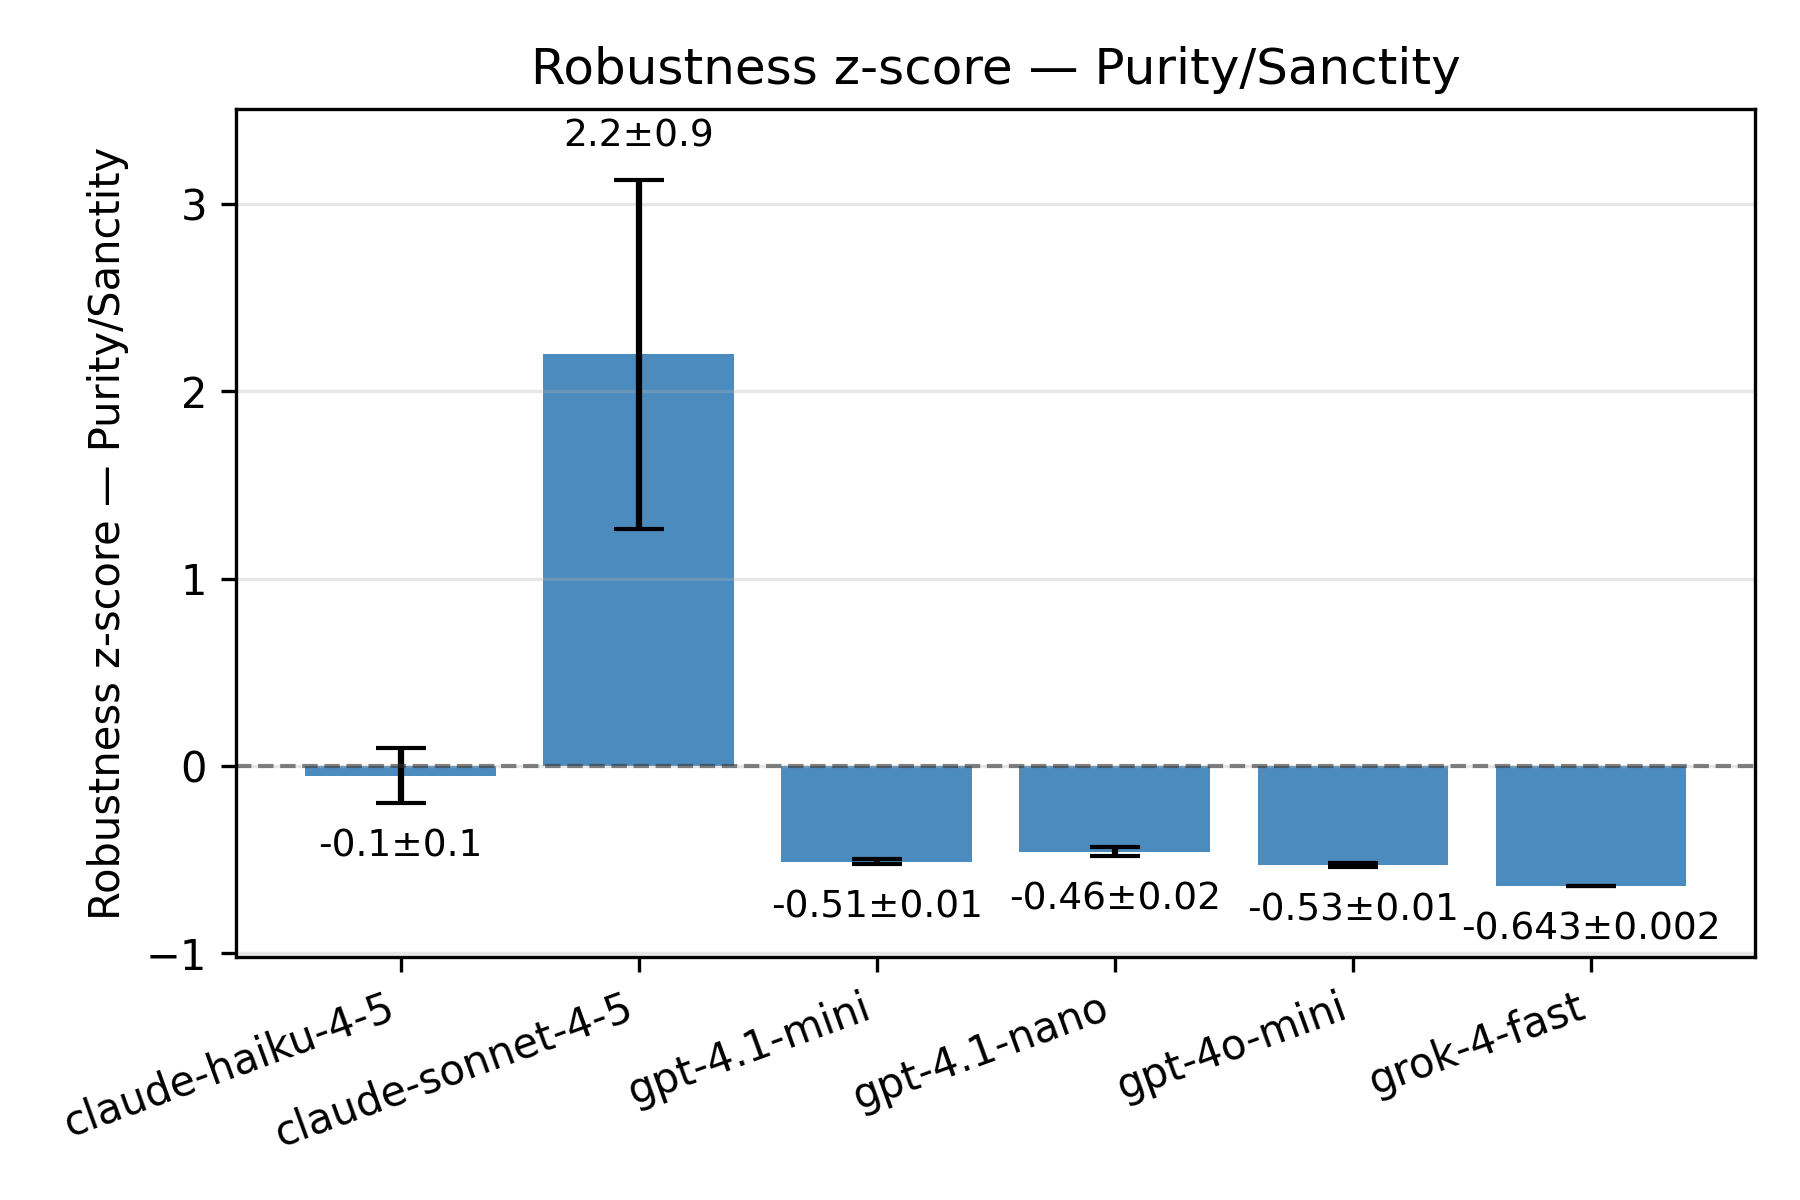 Robustness z-score — Purity/Sanctity
Robustness z-score — Purity/Sanctity
3
2
1
0
−1
2.2±0.9
-0.1±0.1
-0.51±0.01
-0.46±0.02
-0.53±0.01
-0.643±0.002
claude-haiku-4-5
claude-sonnet-4-5
gpt-4.1-mini
gpt-4.1-nano
gpt-4o-mini
grok-4-fast